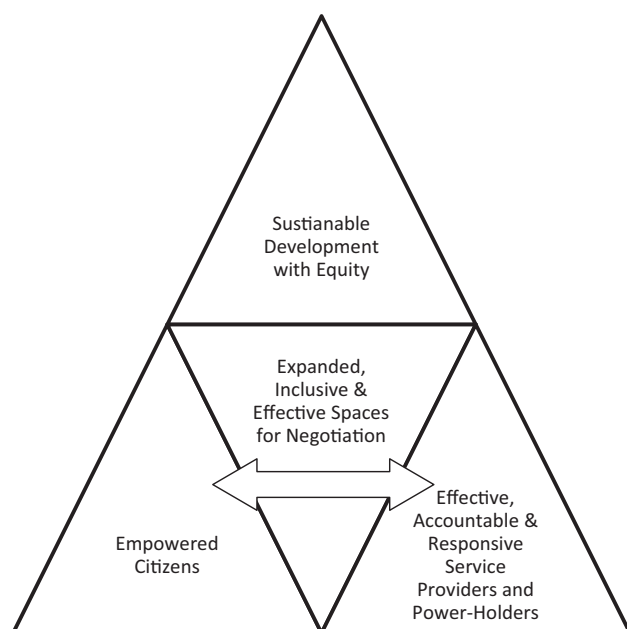 Sustianable
Development
with Equity
Expanded,
Inclusive &
Effective Spaces
for Negotiation
Empowered
Citizens
Effective,
Accountable &
Responsive
Service
Providers and
Power-Holders